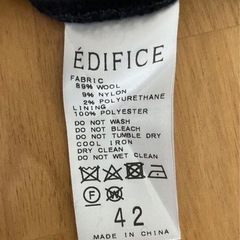 ÉDIFICE
FABRIC
89% WOOL
9% NYLON
2% POLYURETHANE
LINING
100% POLYESTER
DO NOT WASH
DO NOT BLEACH
DO NOT TUMBLE DRY
COOL IRON
DRY CLEAN
DO NOT WET CLEAN
F W
42
MADE IN CHINA